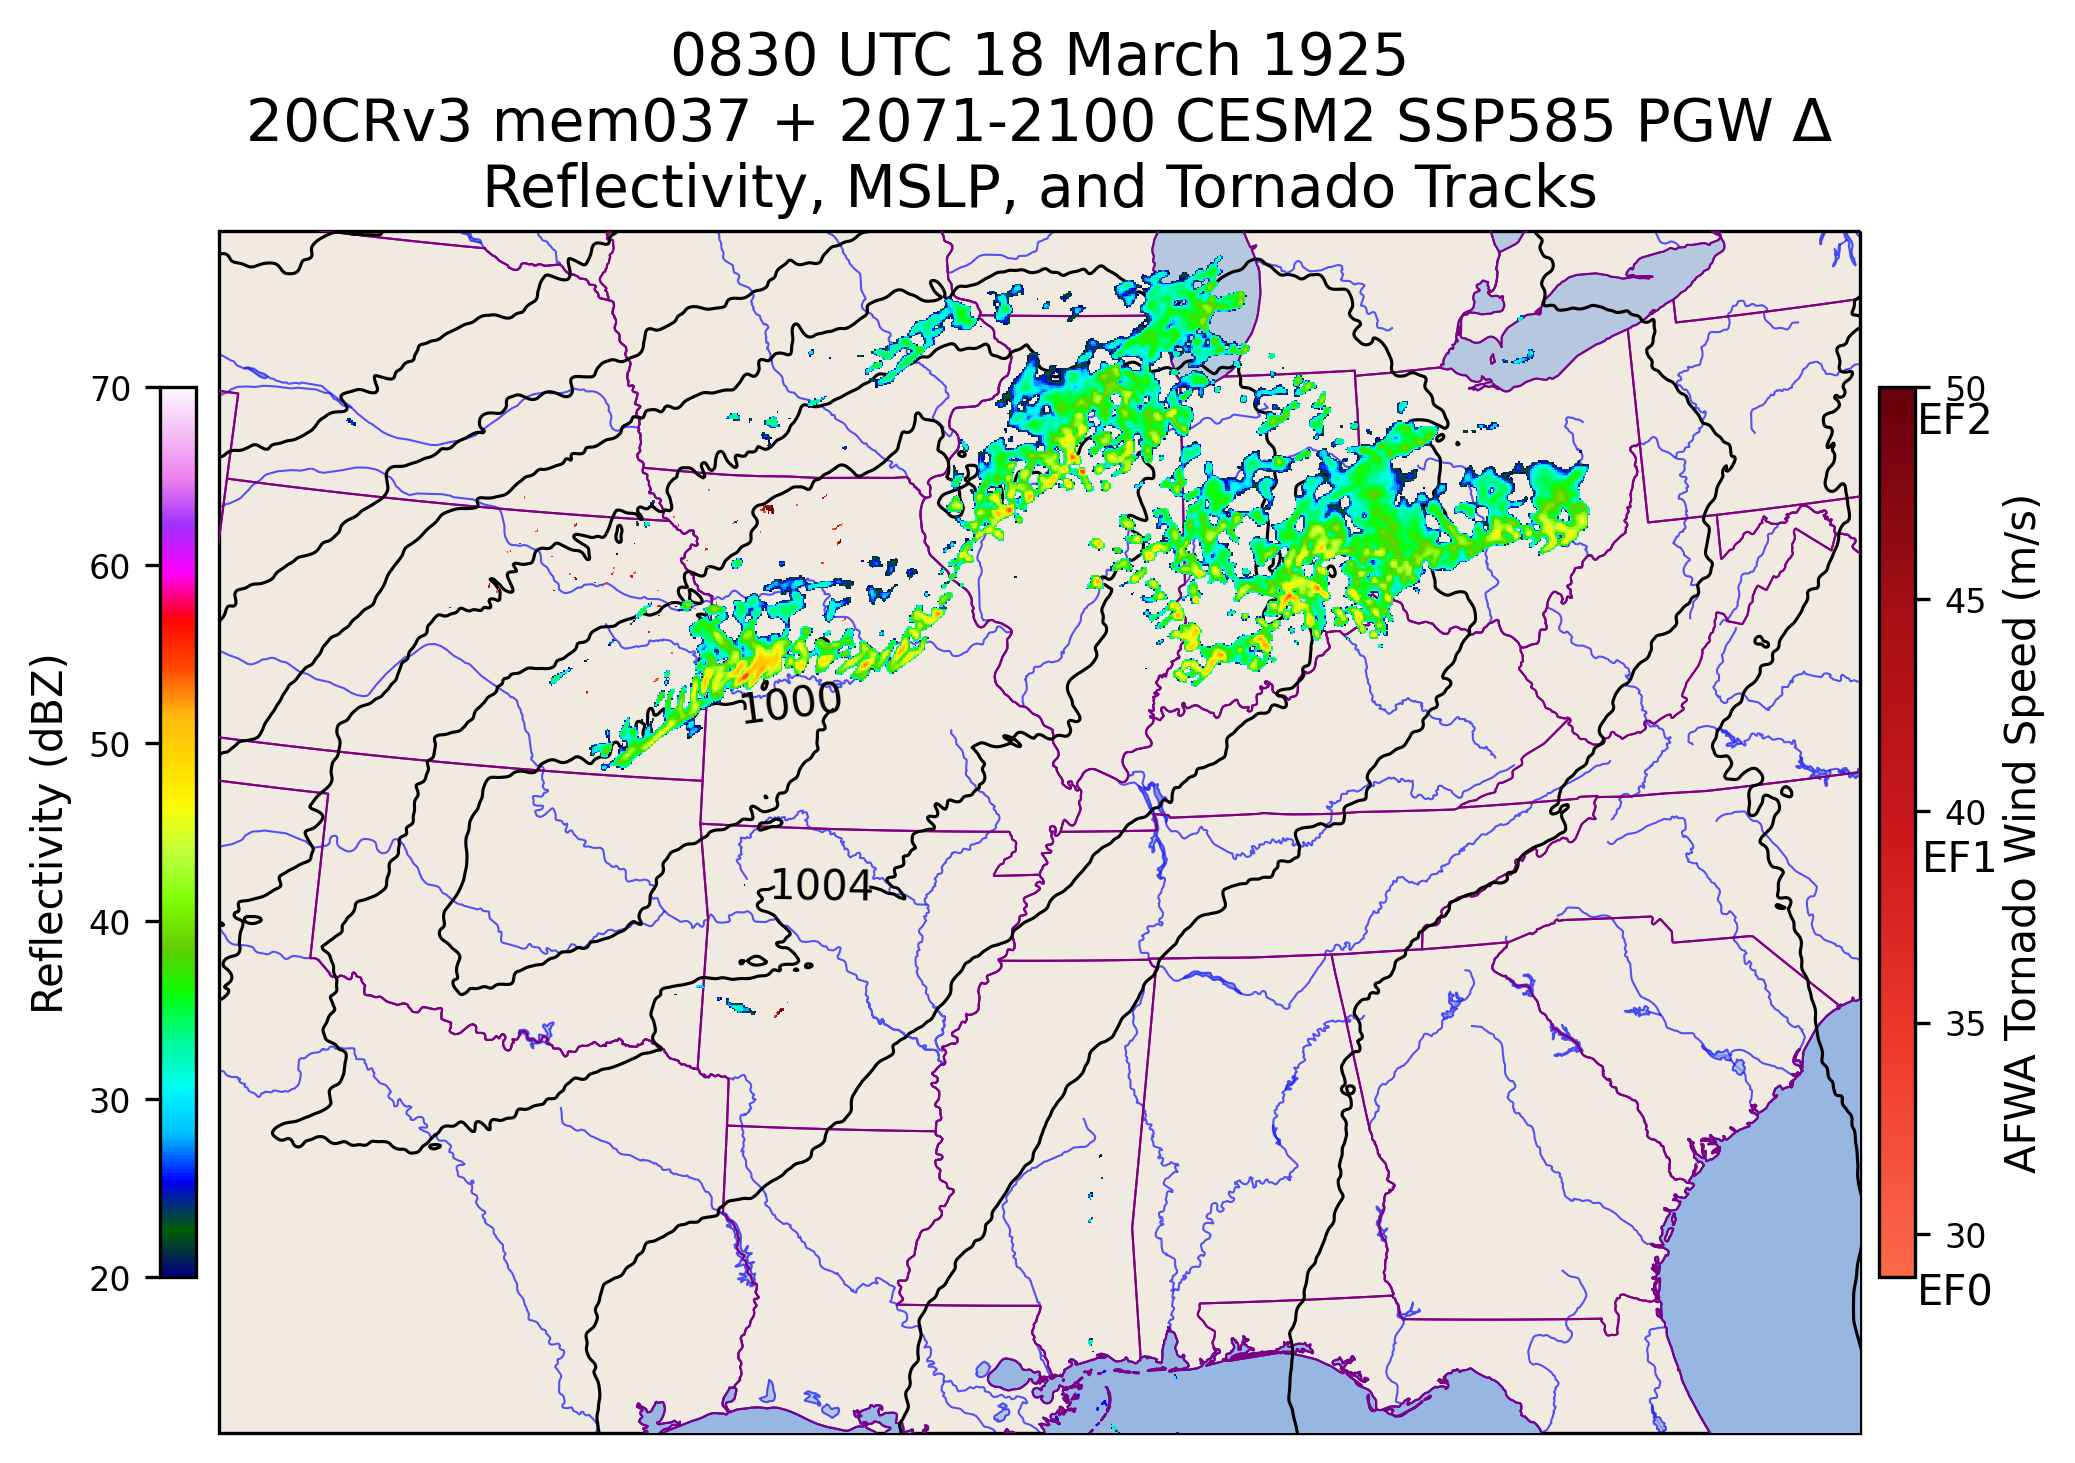 0830 UTC 18 March 1925
20CRv3 mem037 + 2071-2100 CESM2 SSP585 PGW Δ
Reflectivity, MSLP, and Tornado Tracks
Reflectivity (dBZ)
70
60
50
40
30
20
1000
1004
50
EF2
45
40
EF1
35
30
EF0
AFWA Tornado Wind Speed (m/s)